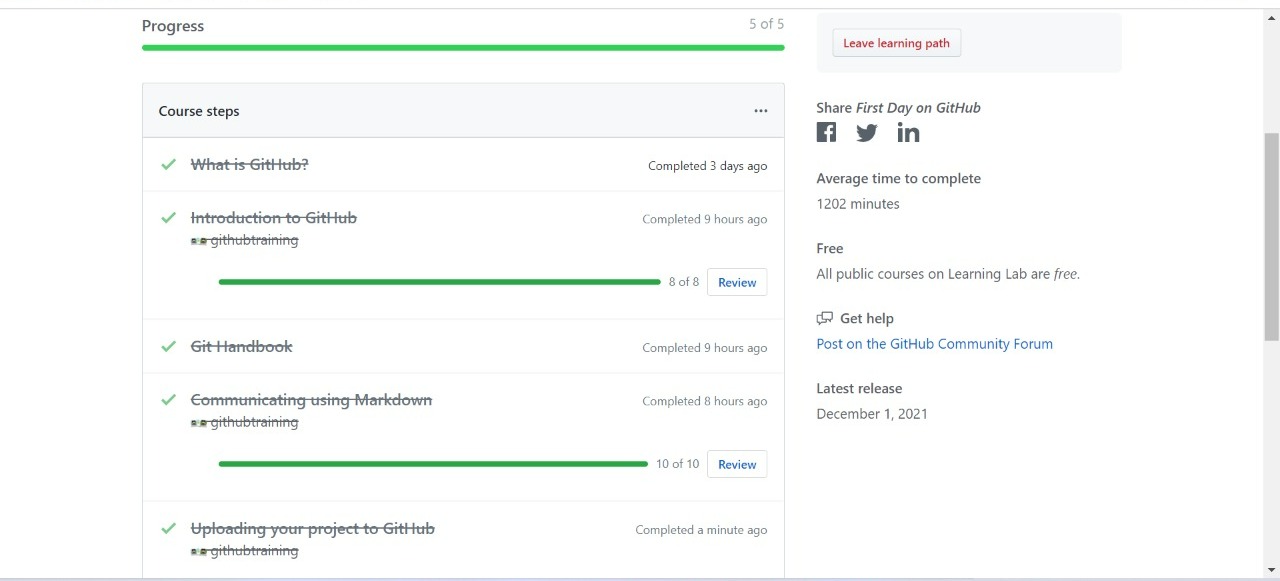 Progress
5 of 5
Course steps
What is GitHub?
Completed 3 days ago
Introduction to GitHub
Completed 9 hours ago
githubtraining
8 of 8
Review
Git Handbook
Completed 9 hours ago
Communicating using Markdown
Completed 8 hours ago
githubtraining
10 of 10
Review
Uploading your project to GitHub
Completed a minute ago
githubtraining
Leave learning path
Share First Day on GitHub
Average time to complete
1202 minutes
Free
All public courses on Learning Lab are free.
Get help
Post on the GitHub Community Forum
Latest release
December 1, 2021